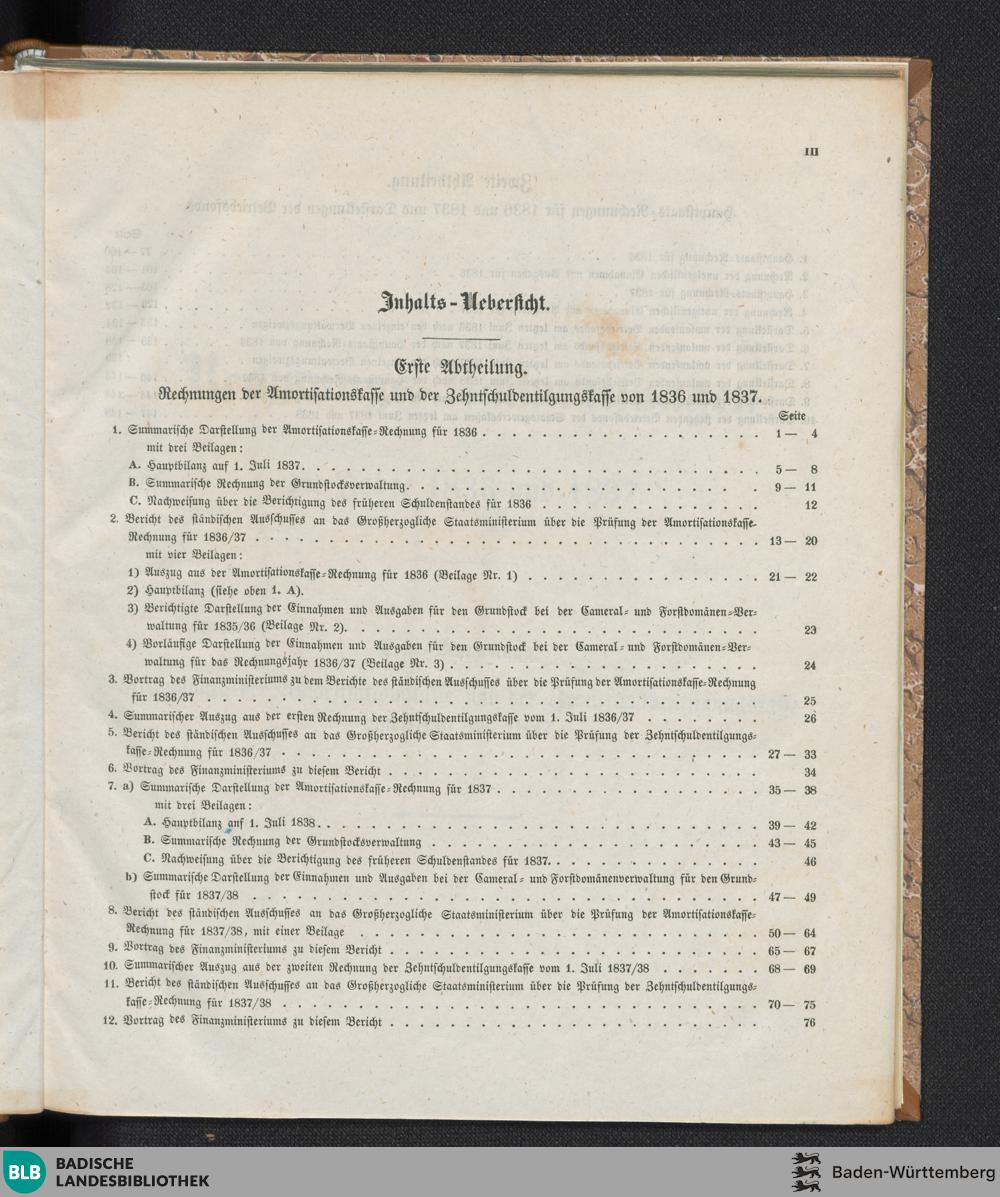 III
Inhalts-Uebersicht.
Erste Abtheilung.
Rechnungen der Amortisationskasse und der Zehntschuldentilgungskasse von 1836 und 1837.
Seite
1. Summarische Darstellung der Amortisationskasse-Rechnung für 1836 . . . . . 1 — 4
mit drei Beilagen:
A. Hauptbilanz auf 1. Juli 1837. . . . . . 5 — 8
B. Summarische Rechnung der Grundstocksverwaltung. . . . . . 9 — 11
C. Nachweisung über die Berichtigung des früheren Schuldenstandes für 1836 . . . . . 12
2. Bericht des ständischen Ausschusses an das Großherzogliche Staatsministerium über die Prüfung der Amortisationskasse-
Rechnung für 1836/37 . . . . . 13 — 20
mit vier Beilagen:
1) Auszug aus der Amortisationskasse-Rechnung für 1836 (Beilage Nr. 1) . . . . . 21 — 22
2) Hauptbilanz (siehe oben 1. A).
3) Berichtigte Darstellung der Einnahmen und Ausgaben für den Grundstock bei der Cameral- und Forstdomänen-Ver-
waltung für 1835/36 (Beilage Nr. 2). . . . . . 23
4) Vorläufige Darstellung der Einnahmen und Ausgaben für den Grundstock bei der Cameral- und Forstdomänen-Ver-
waltung für das Rechnungsjahr 1836/37 (Beilage Nr. 3) . . . . . 24
3. Vortrag des Finanzministeriums zu dem Berichte des ständischen Ausschusses über die Prüfung der Amortisationskasse-Rechnung
für 1836/37 . . . . . 25
4. Summarischer Auszug aus der ersten Rechnung der Zehntschuldentilgungskasse vom 1. Juli 1836/37 . . . . . 26
5. Bericht des ständischen Ausschusses an das Großherzogliche Staatsministerium über die Prüfung der Zehntschuldentilgungs-
kasse-Rechnung für 1836/37 . . . . . 27 — 33
6. Vortrag des Finanzministeriums zu diesem Bericht . . . . . 34
7. a) Summarische Darstellung der Amortisationskasse-Rechnung für 1837 . . . . . 35 — 38
mit drei Beilagen:
A. Hauptbilanz auf 1. Juli 1838 . . . . . 39 — 42
B. Summarische Rechnung der Grundstocksverwaltung . . . . . 43 — 45
C. Nachweisung über die Berichtigung des früheren Schuldenstandes für 1837. . . . . . 46
b) Summarische Darstellung der Einnahmen und Ausgaben bei der Cameral- und Forstdomänenverwaltung für den Grund-
stock für 1837/38 . . . . . 47 — 49
8. Bericht des ständischen Ausschusses an das Großherzogliche Staatsministerium über die Prüfung der Amortisationskasse-
Rechnung für 1837/38, mit einer Beilage . . . . . 50 — 64
9. Vortrag des Finanzministeriums zu diesem Bericht . . . . . 65 — 67
10. Summarischer Auszug aus der zweiten Rechnung der Zehntschuldentilgungskasse vom 1. Juli 1837/38 . . . . . 68 — 69
11. Bericht des ständischen Ausschusses an das Großherzogliche Staatsministerium über die Prüfung der Zehntschuldentilgungs-
kasse-Rechnung für 1837/38 . . . . . 70 — 75
12. Vortrag des Finanzministeriums zu diesem Bericht . . . . . 76
BLB BADISCHE
LANDESBIBLIOTHEK
Baden-Württemberg